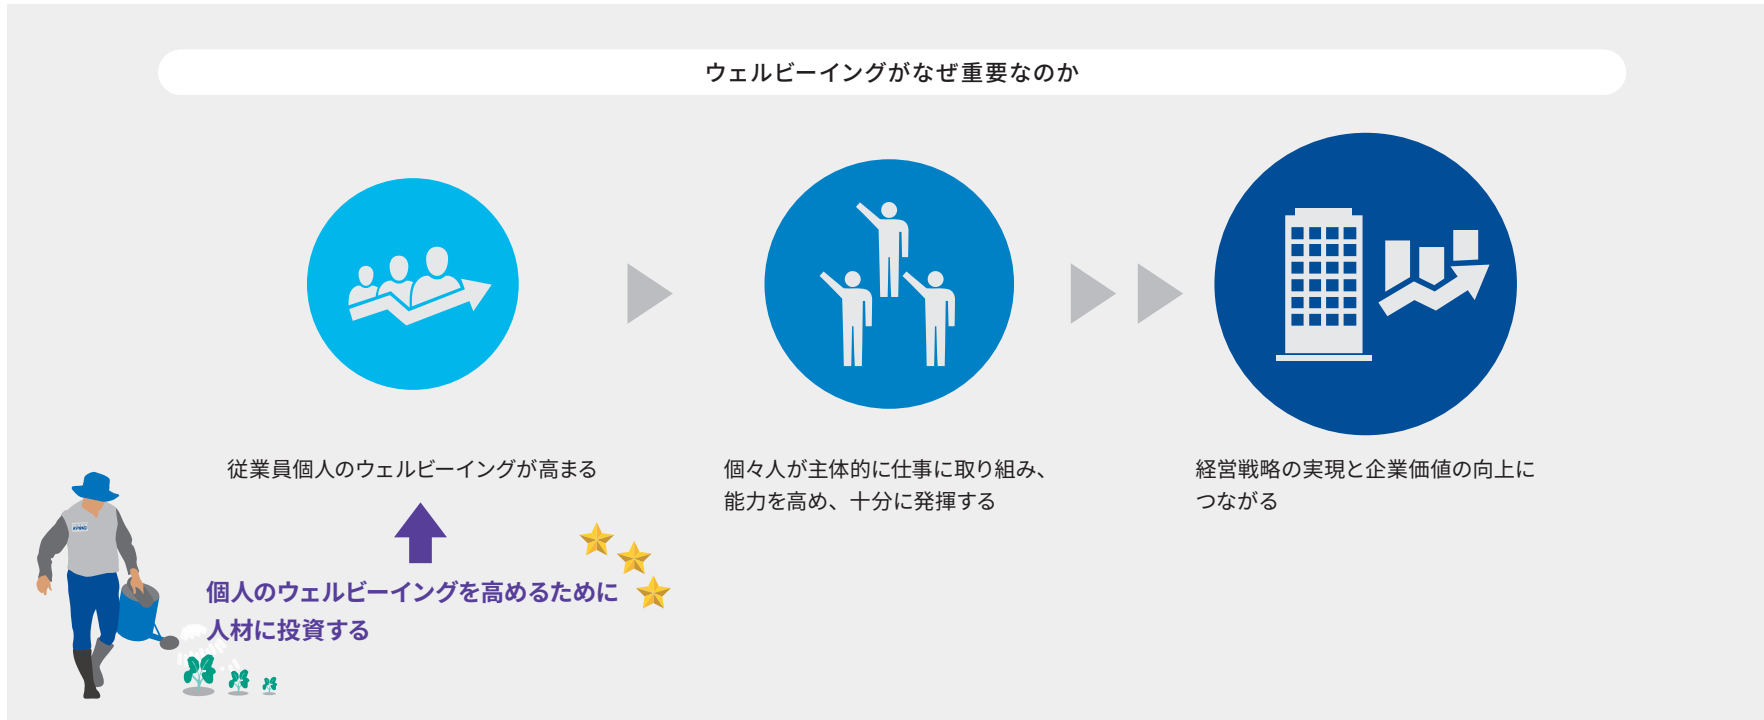 ウェルビーイングがなぜ重要なのか
従業員個人のウェルビーイングが高まる
個々人が主体的に仕事に取り組み、
能力を高め、十分に発揮する
経営戦略の実現と企業価値の向上に
つながる
KPMG
個人のウェルビーイングを高めるために
人材に投資する